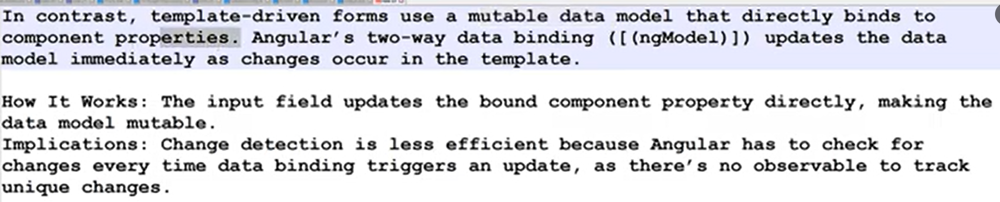 In contrast, template-driven forms use a mutable data model that directly binds to
component properties. Angular's two-way data binding ([(ngModel)]) updates the data
model immediately as changes occur in the template.
How It Works: The input field updates the bound component property directly, making the
data model mutable.
Implications: Change detection is less efficient because Angular has to check for
changes every time data binding triggers an update, as there's no observable to track
unique changes.